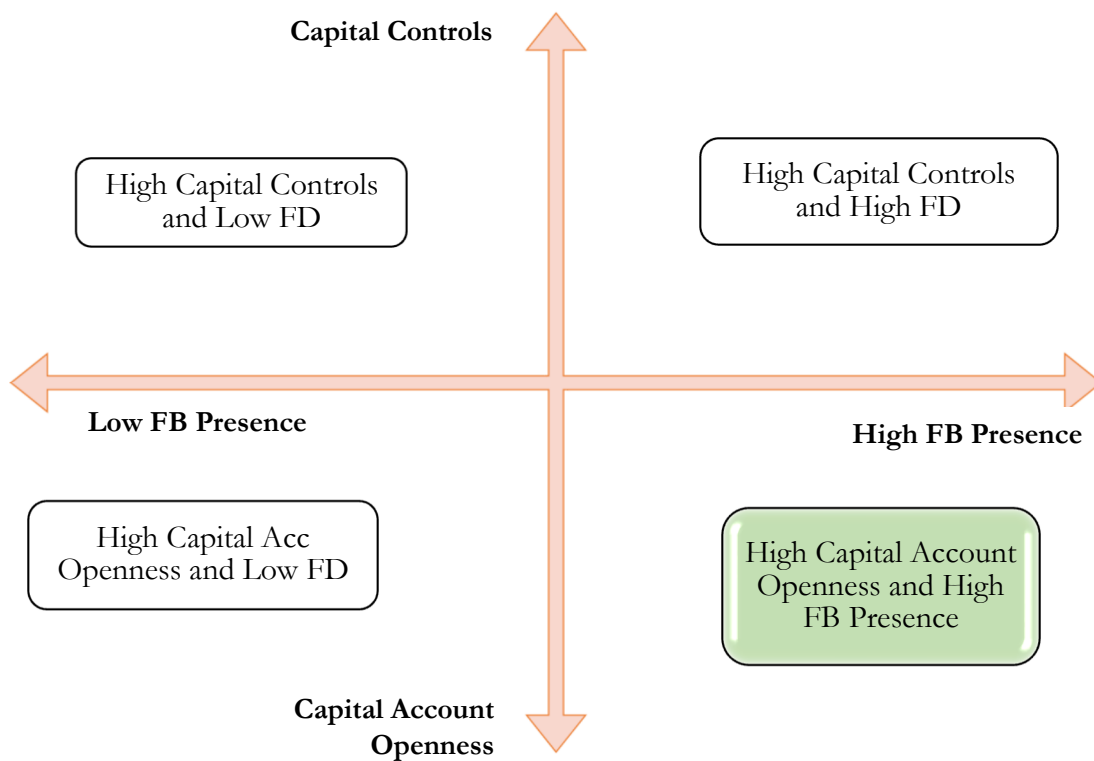 Capital Controls
High Capital Controls
and Low FD
High Capital Controls
and High FD
Low FB Presence
High FB Presence
High Capital Acc
Openness and Low FD
High Capital Account
Openness and High
FB Presence
Capital Account
Openness